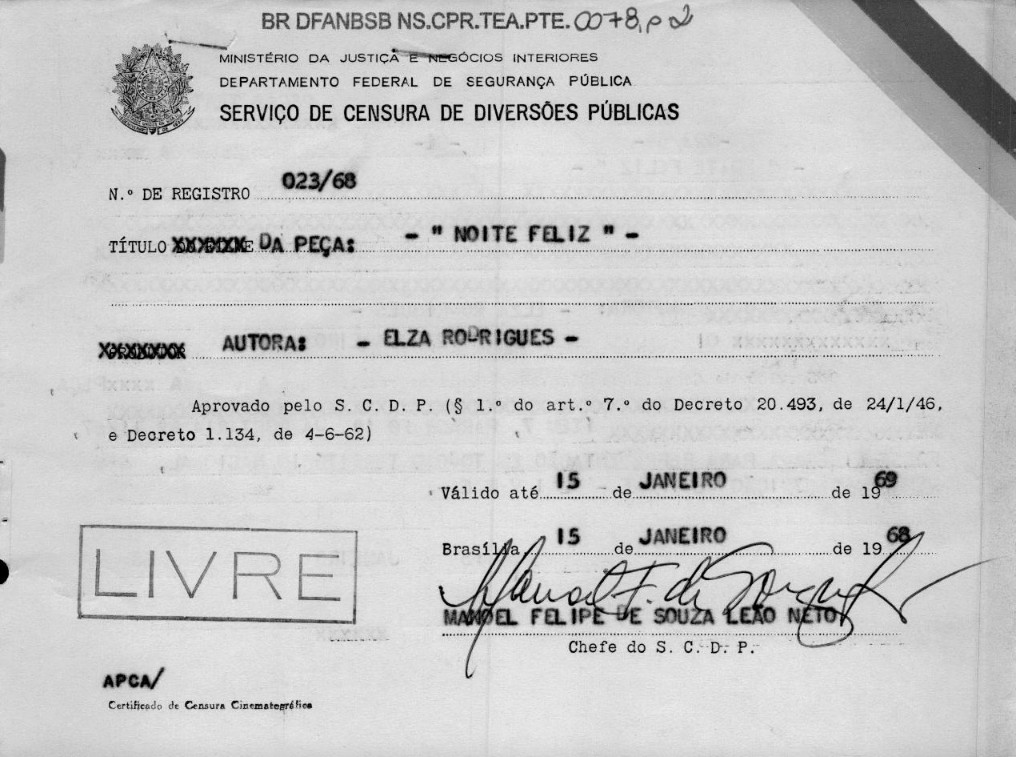 BR DFANBSB NS.CPR.TEA.PTE.0078, p 2
MINISTÉRIO DA JUSTIÇA E NEGÓCIOS INTERIORES
DEPARTAMENTO FEDERAL DE SEGURANÇA PÚBLICA
SERVIÇO DE CENSURA DE DIVERSÕES PÚBLICAS
N.º DE REGISTRO 023/68
TÍTULO DA PEÇA: - " NOITE FELIZ " -
AUTORA: - ELZA RODRIGUES -
Aprovado pelo S. C. D. P. (§ 1.º do art.º 7.º do Decreto 20.493, de 24/1/46,
e Decreto 1.134, de 4-6-62)
Válido até 15 de JANEIRO de 1969
Brasília 15 de JANEIRO de 1968
LIVRE
Manoel F. de Souza
MANOEL FELIPE DE SOUZA LEÃO NETO
Chefe do S. C. D. P.
APCA/
Certificado de Censura Cinematográfica